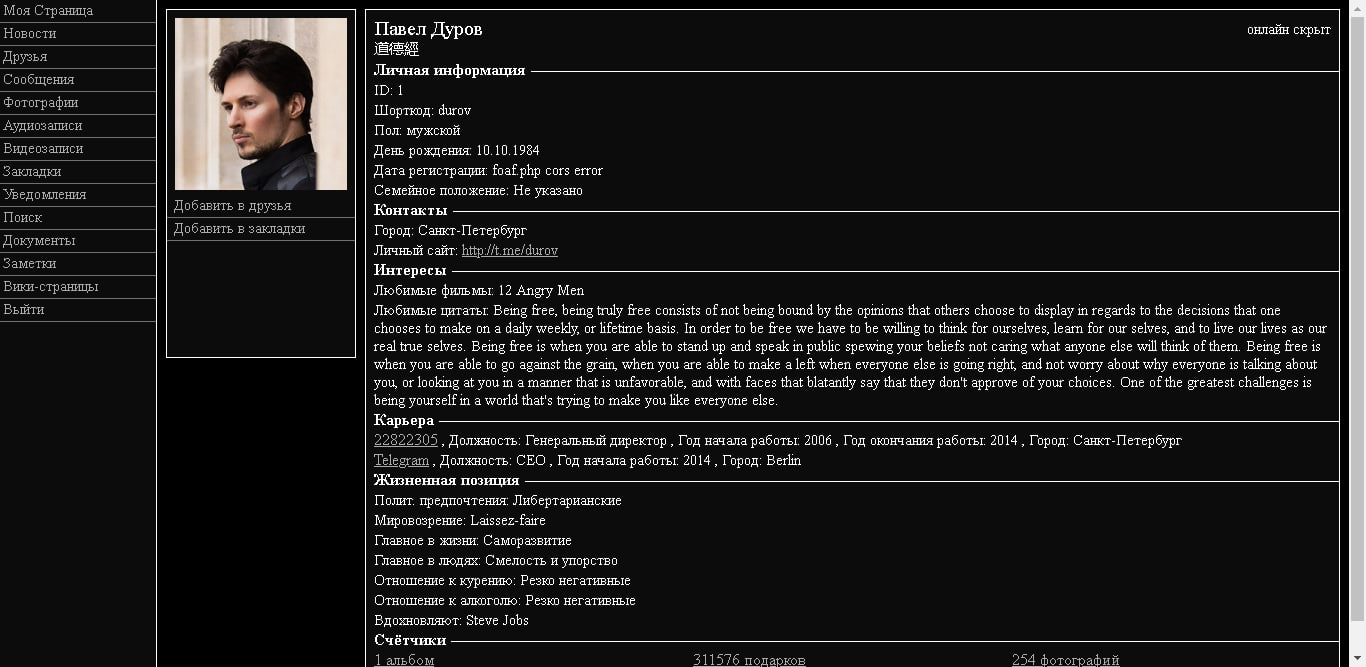 Моя Страница
Новости
Друзья
Сообщения
Фотографии
Аудиозаписи
Видеозаписи
Закладки
Уведомления
Поиск
Документы
Заметки
Вики-страницы
Выйти
Добавить в друзья
Добавить в закладки
Павел Дуров
онлайн скрыт
道德經
Личная информация
ID: 1
Шорткод: durov
Пол: мужской
День рождения: 10.10.1984
Дата регистрации: foaf.php cors error
Семейное положение: Не указано
Контакты
Город: Санкт-Петербург
Личный сайт: http://t.me/durov
Интересы
Любимые фильмы: 12 Angry Men
Любимые цитаты: Being free, being truly free consists of not being bound by the opinions that others choose to display in regards to the decisions that one
chooses to make on a daily weekly, or lifetime basis. In order to be free we have to be willing to think for ourselves, learn for our selves, and to live our lives as our
real true selves. Being free is when you are able to stand up and speak in public spewing your beliefs not caring what anyone else will think of them. Being free is
when you are able to go against the grain, when you are able to make a left when everyone else is going right, and not worry about why everyone is talking about
you, or looking at you in a manner that is unfavorable, and with faces that blatantly say that they don't approve of your choices. One of the greatest challenges is
being yourself in a world that's trying to make you like everyone else.
Карьера
22822305 , Должность: Генеральный директор , Год начала работы: 2006 , Год окончания работы: 2014 , Город: Санкт-Петербург
Telegram , Должность: CEO , Год начала работы: 2014 , Город: Berlin
Жизненная позиция
Полит. предпочтения: Либертарианские
Мировозрение: Laissez-faire
Главное в жизни: Саморазвитие
Главное в людях: Смелость и упорство
Отношение к курению: Резко негативные
Отношение к алкоголю: Резко негативные
Вдохновляют: Steve Jobs
Счётчики
1 альбом
311576 подарков
254 фотографий